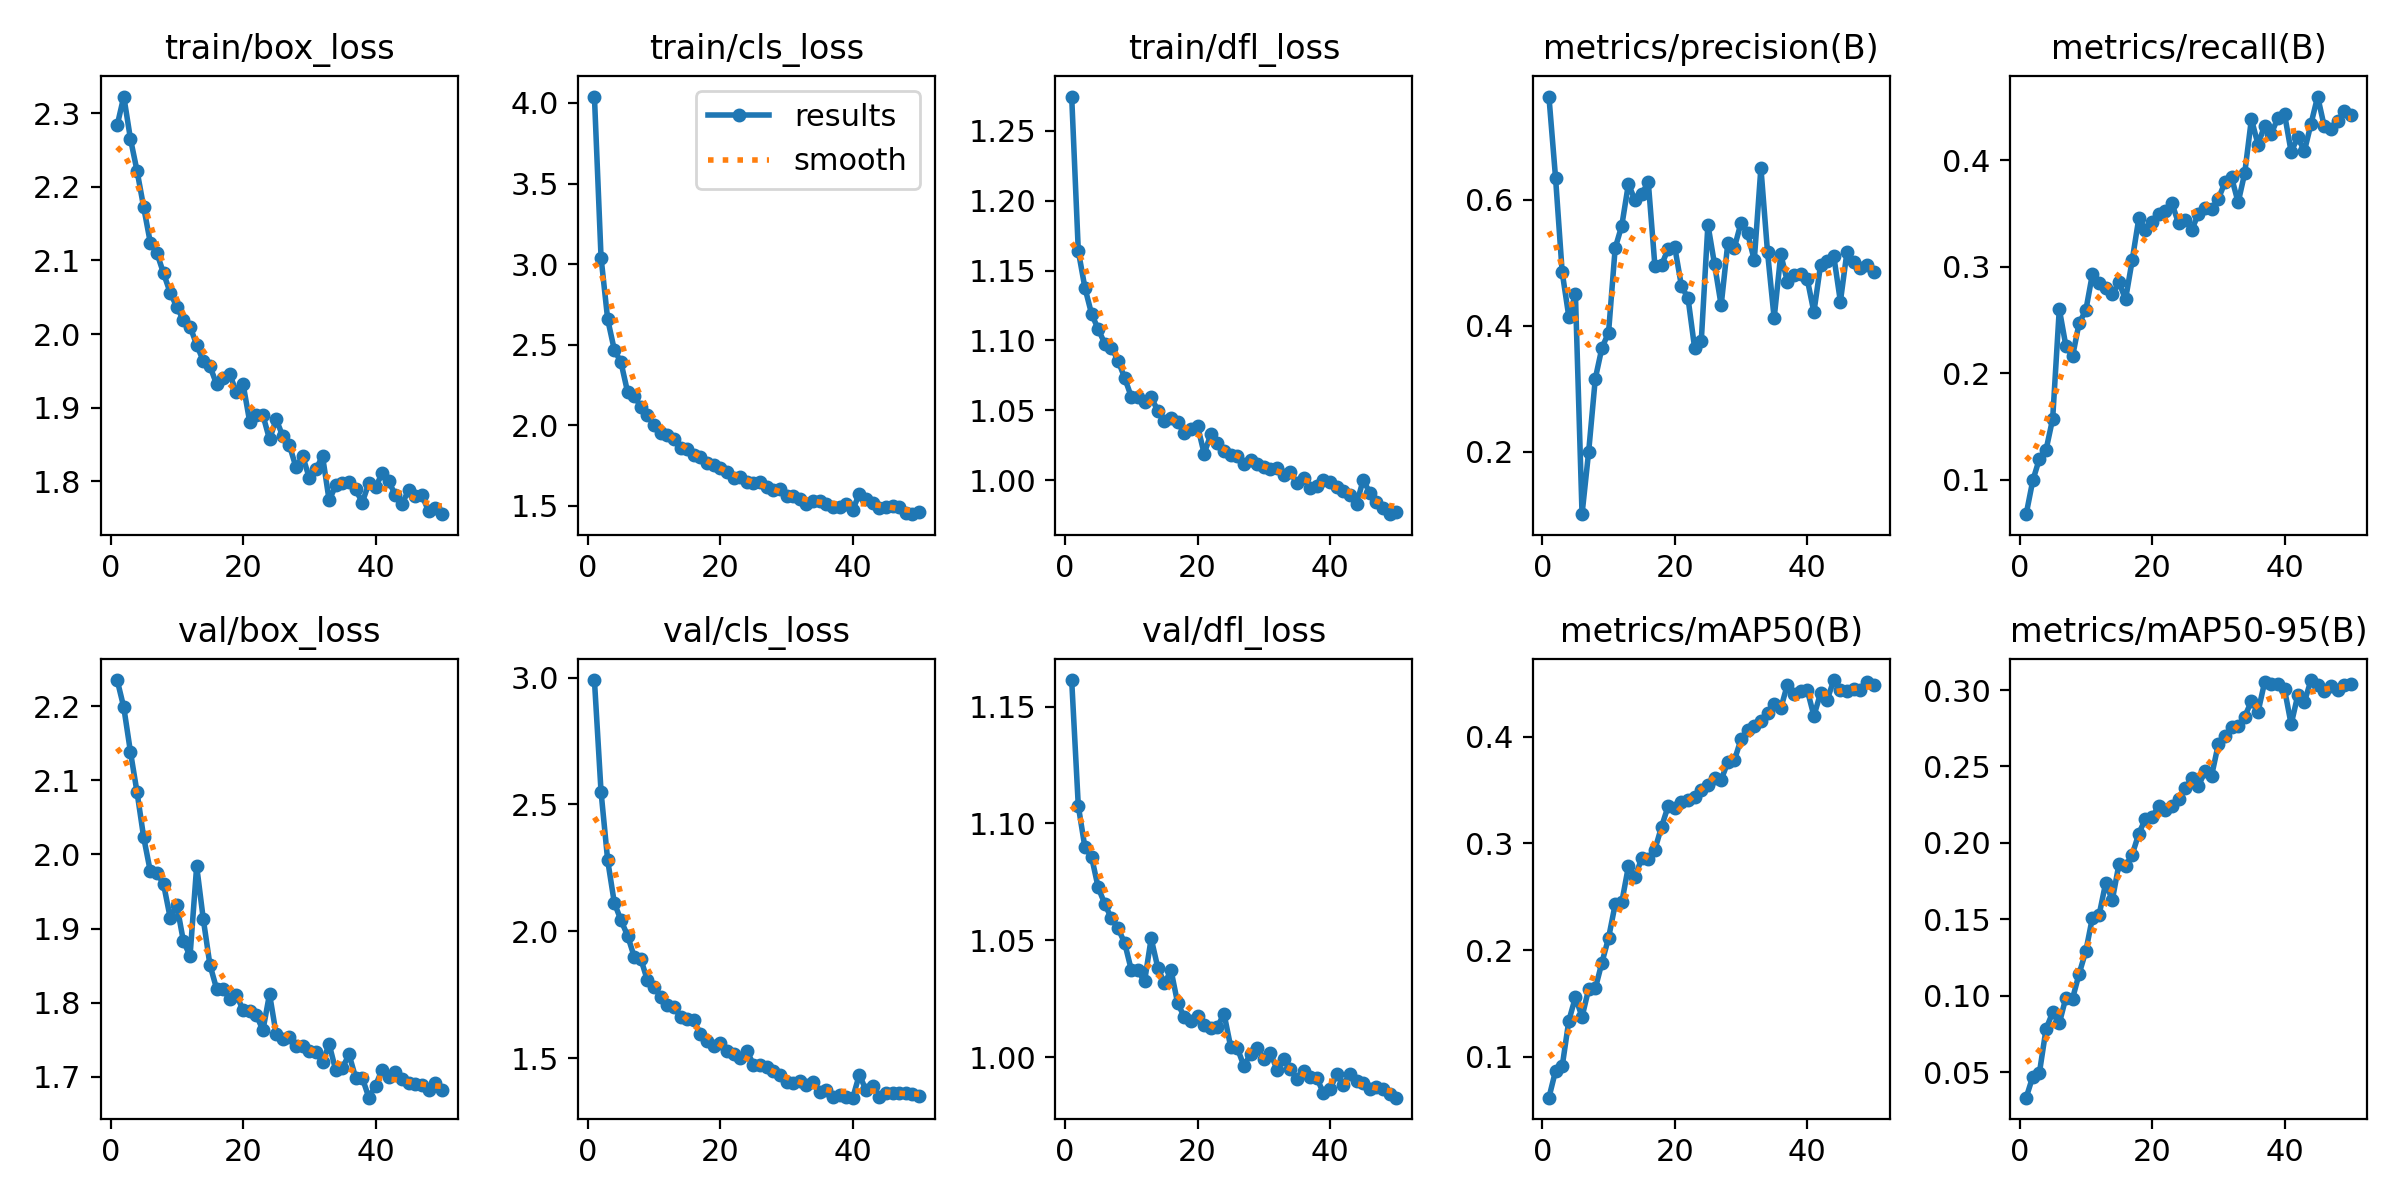 train/box_loss
2.3
2.2
2.1
2.0
1.9
1.8
0 20 40
train/cls_loss
results
smooth
4.0
3.5
3.0
2.5
2.0
1.5
0 20 40
train/dfl_loss
1.25
1.20
1.15
1.10
1.05
1.00
0 20 40
metrics/precision(B)
0.6
0.4
0.2
0 20 40
metrics/recall(B)
0.4
0.3
0.2
0.1
0 20 40
val/box_loss
2.2
2.1
2.0
1.9
1.8
1.7
0 20 40
val/cls_loss
3.0
2.5
2.0
1.5
0 20 40
val/dfl_loss
1.15
1.10
1.05
1.00
0 20 40
metrics/mAP50(B)
0.4
0.3
0.2
0.1
0 20 40
metrics/mAP50-95(B)
0.30
0.25
0.20
0.15
0.10
0.05
0 20 40